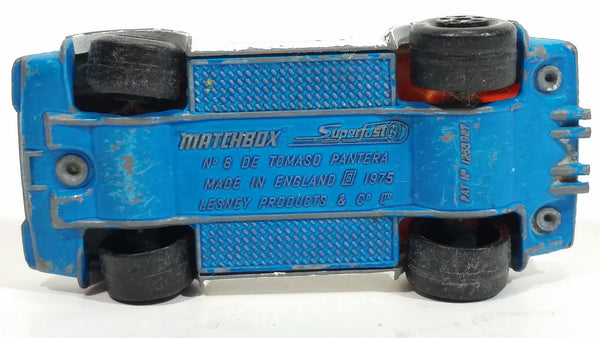 MATCHBOX Superfast
Nº 8 DE TOMASO PANTERA
MADE IN ENGLAND © 1975
LESNEY PRODUCTS & Cº Lᵀᴰ